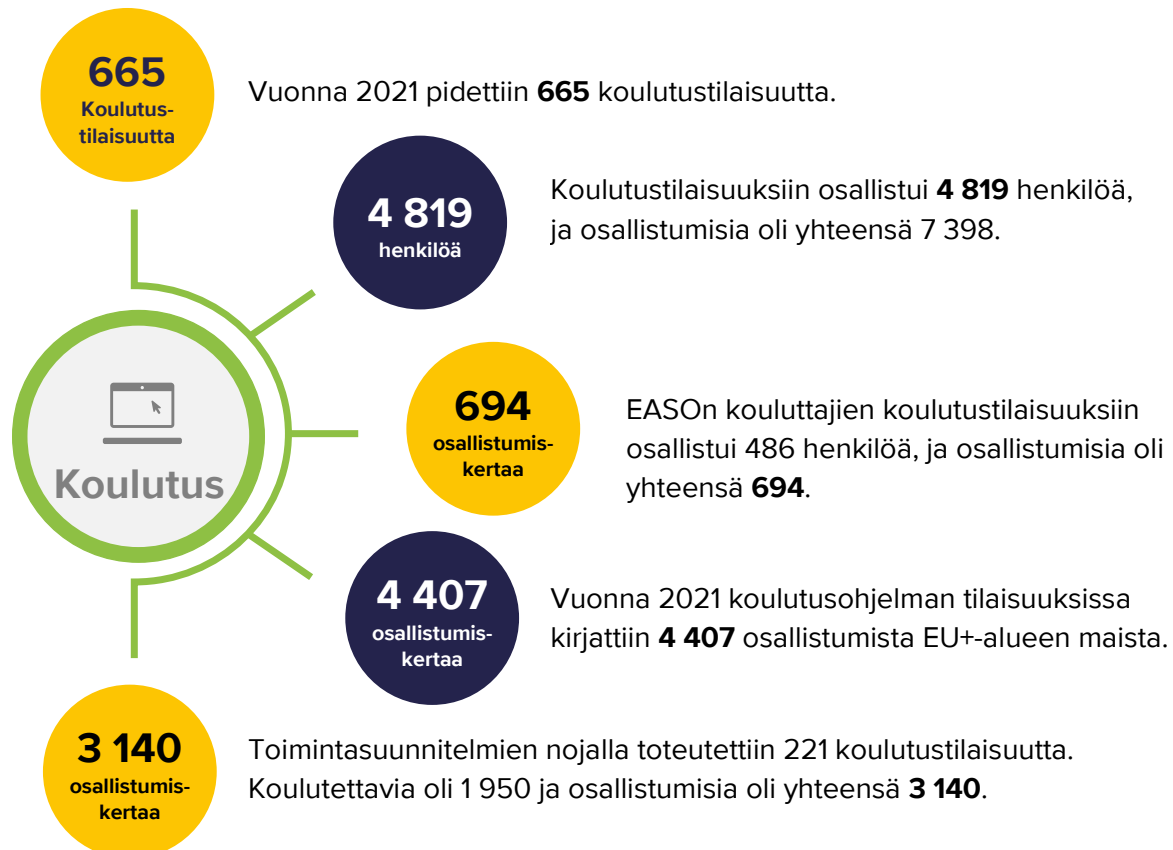 665
Koulutus-
tilaisuutta
Vuonna 2021 pidettiin 665 koulutustilaisuutta.
4 819
henkilöä
Koulutustilaisuuksiin osallistui 4 819 henkilöä,
ja osallistumisia oli yhteensä 7 398.
Koulutus
694
osallistumis-
kertaa
EASOn kouluttajien koulutustilaisuuksiin
osallistui 486 henkilöä, ja osallistumisia oli
yhteensä 694.
4 407
osallistumis-
kertaa
Vuonna 2021 koulutusohjelman tilaisuuksissa
kirjattiin 4 407 osallistumista EU+-alueen maista.
3 140
osallistumis-
kertaa
Toimintasuunnitelmien nojalla toteutettiin 221 koulutustilaisuutta.
Koulutettavia oli 1 950 ja osallistumisia oli yhteensä 3 140.